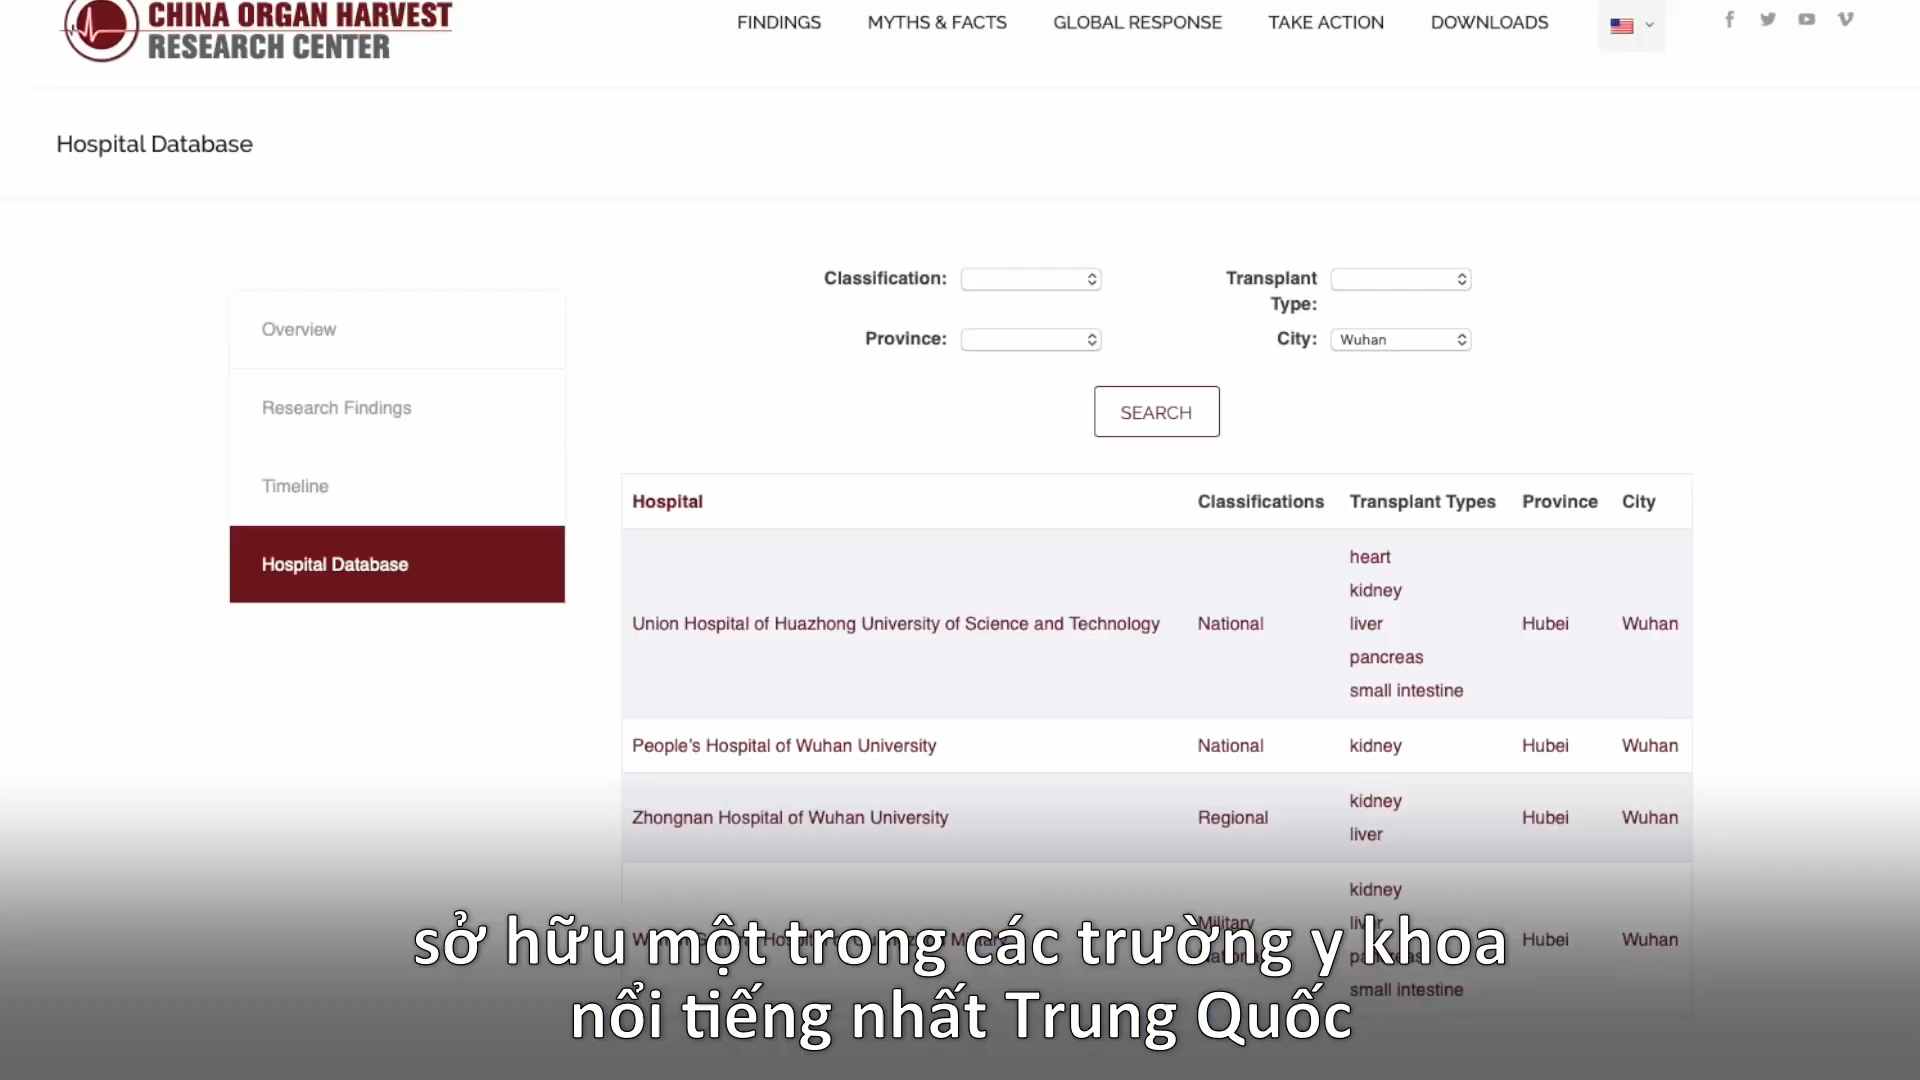 CHINA ORGAN HARVEST
RESEARCH CENTER
FINDINGS
MYTHS & FACTS
GLOBAL RESPONSE
TAKE ACTION
DOWNLOADS
Hospital Database
Overview
Research Findings
Timeline
Hospital Database
Classification:
Transplant
Type:
Province:
City: Wuhan
SEARCH
Hospital Classifications Transplant Types Province City
heart
kidney
Union Hospital of Huazhong University of Science and Technology National liver Hubei Wuhan
pancreas
small intestine
People's Hospital of Wuhan University National kidney Hubei Wuhan
kidney
Zhongnan Hospital of Wuhan University Regional Hubei Wuhan
liver
kidney
Military liver
Hubei Wuhan
small intestine
sở hữu một trong các trường y khoa
nổi tiếng nhất Trung Quốc